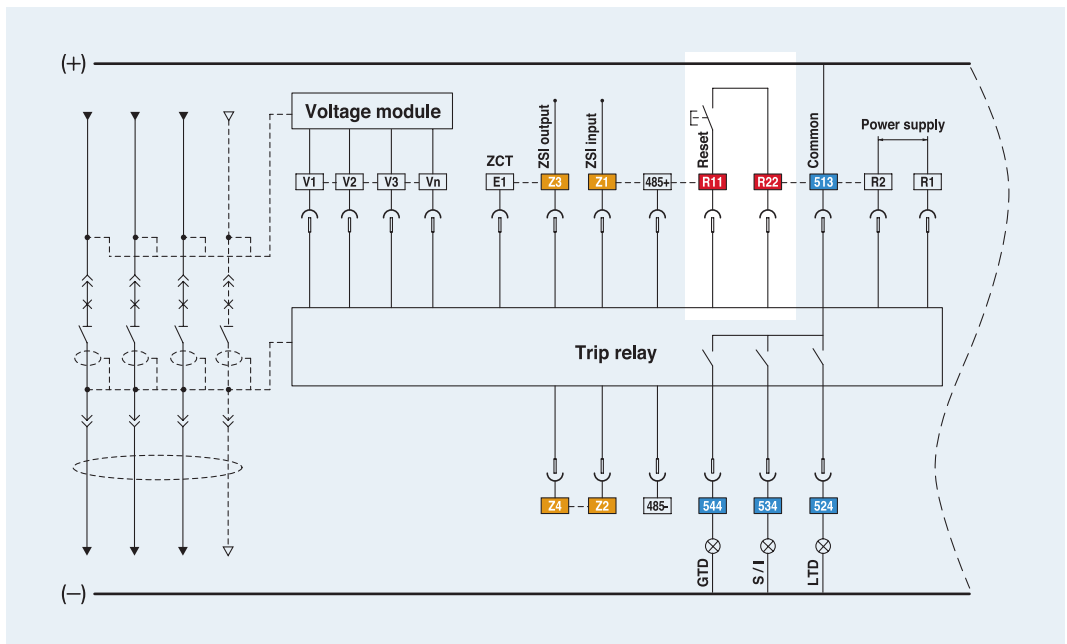 (+)
Voltage module
ZCT
ZSI output
ZSI input
Reset
Common
Power supply
V1 V2 V3 Vn E1 Z3 Z1 485+ R11 R22 513 R2 R1
Trip relay
Z4 Z2 485- 544 534 524
GTD
S / I
LTD
(—)